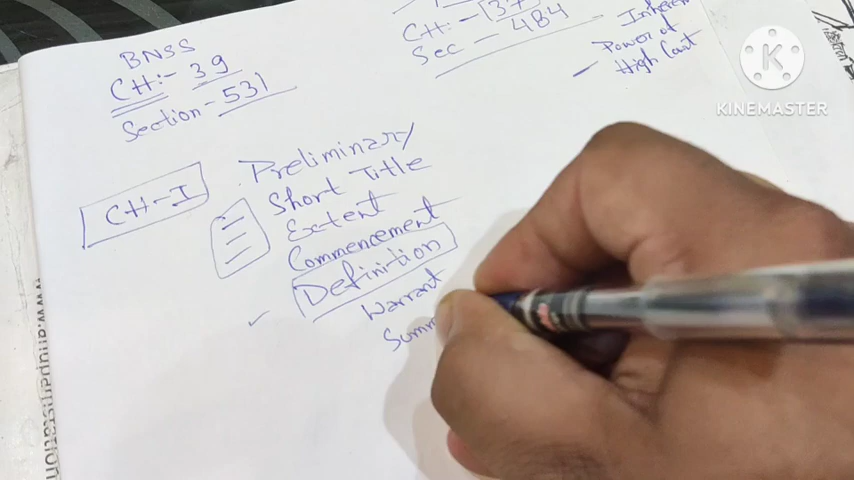 BNSS
CH:- 39
Section - 531
CH:- 37
Sec - 484
Power of
High Court
KINEMASTER
CH-I
Preliminary
Short Title
Extent
Commencement
Definition
Warrant
Summ